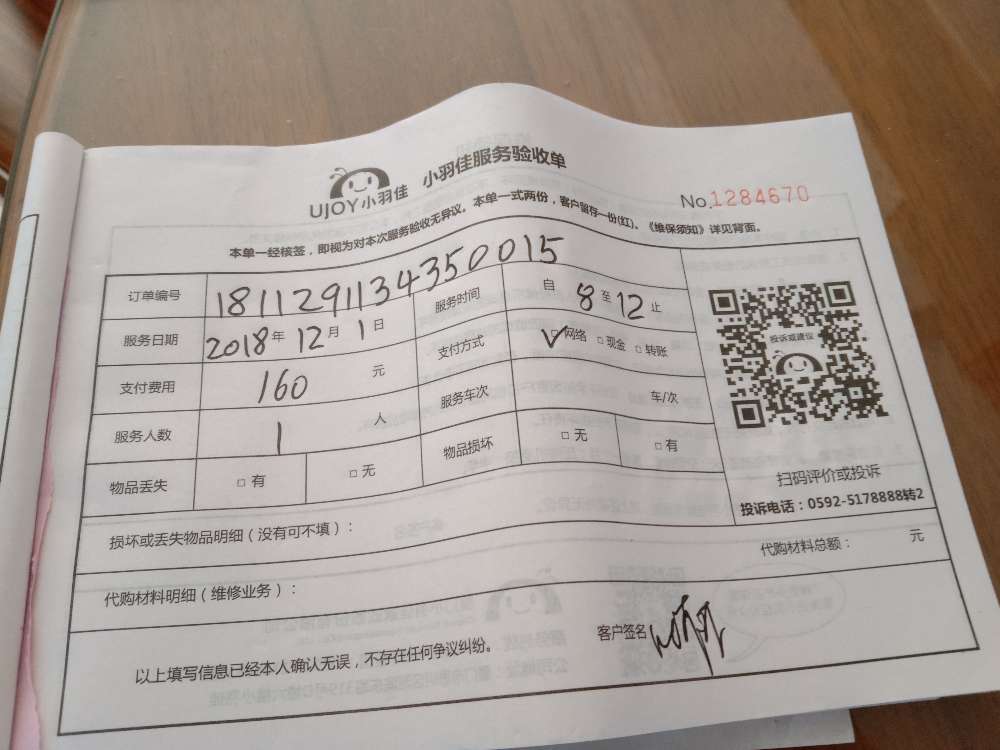 UJOY小羽佳 小羽佳服务验收单
No.1284670
本单一经核签，即视为对本次服务验收无异议。本单一式两份，客户留存一份(红)。《维保须知》详见背面。
订单编号 181129113435001​5
服务日期 2018年 12月 1日 服务时间 自 8 至 12 止
支付费用 160 元 支付方式 ✓□网络 □现金 □转账
服务人数 1 人 服务车次 车/次
物品丢失 □有 □无 物品损坏 □无 □有
投诉或建议
扫码评价或投诉
投诉电话：0592-5178888转2
损坏或丢失物品明细（没有可不填）：
代购材料明细（维修业务）： 代购材料总额： 元
以上填写信息已经本人确认无误，不存在任何争议纠纷。 客户签名